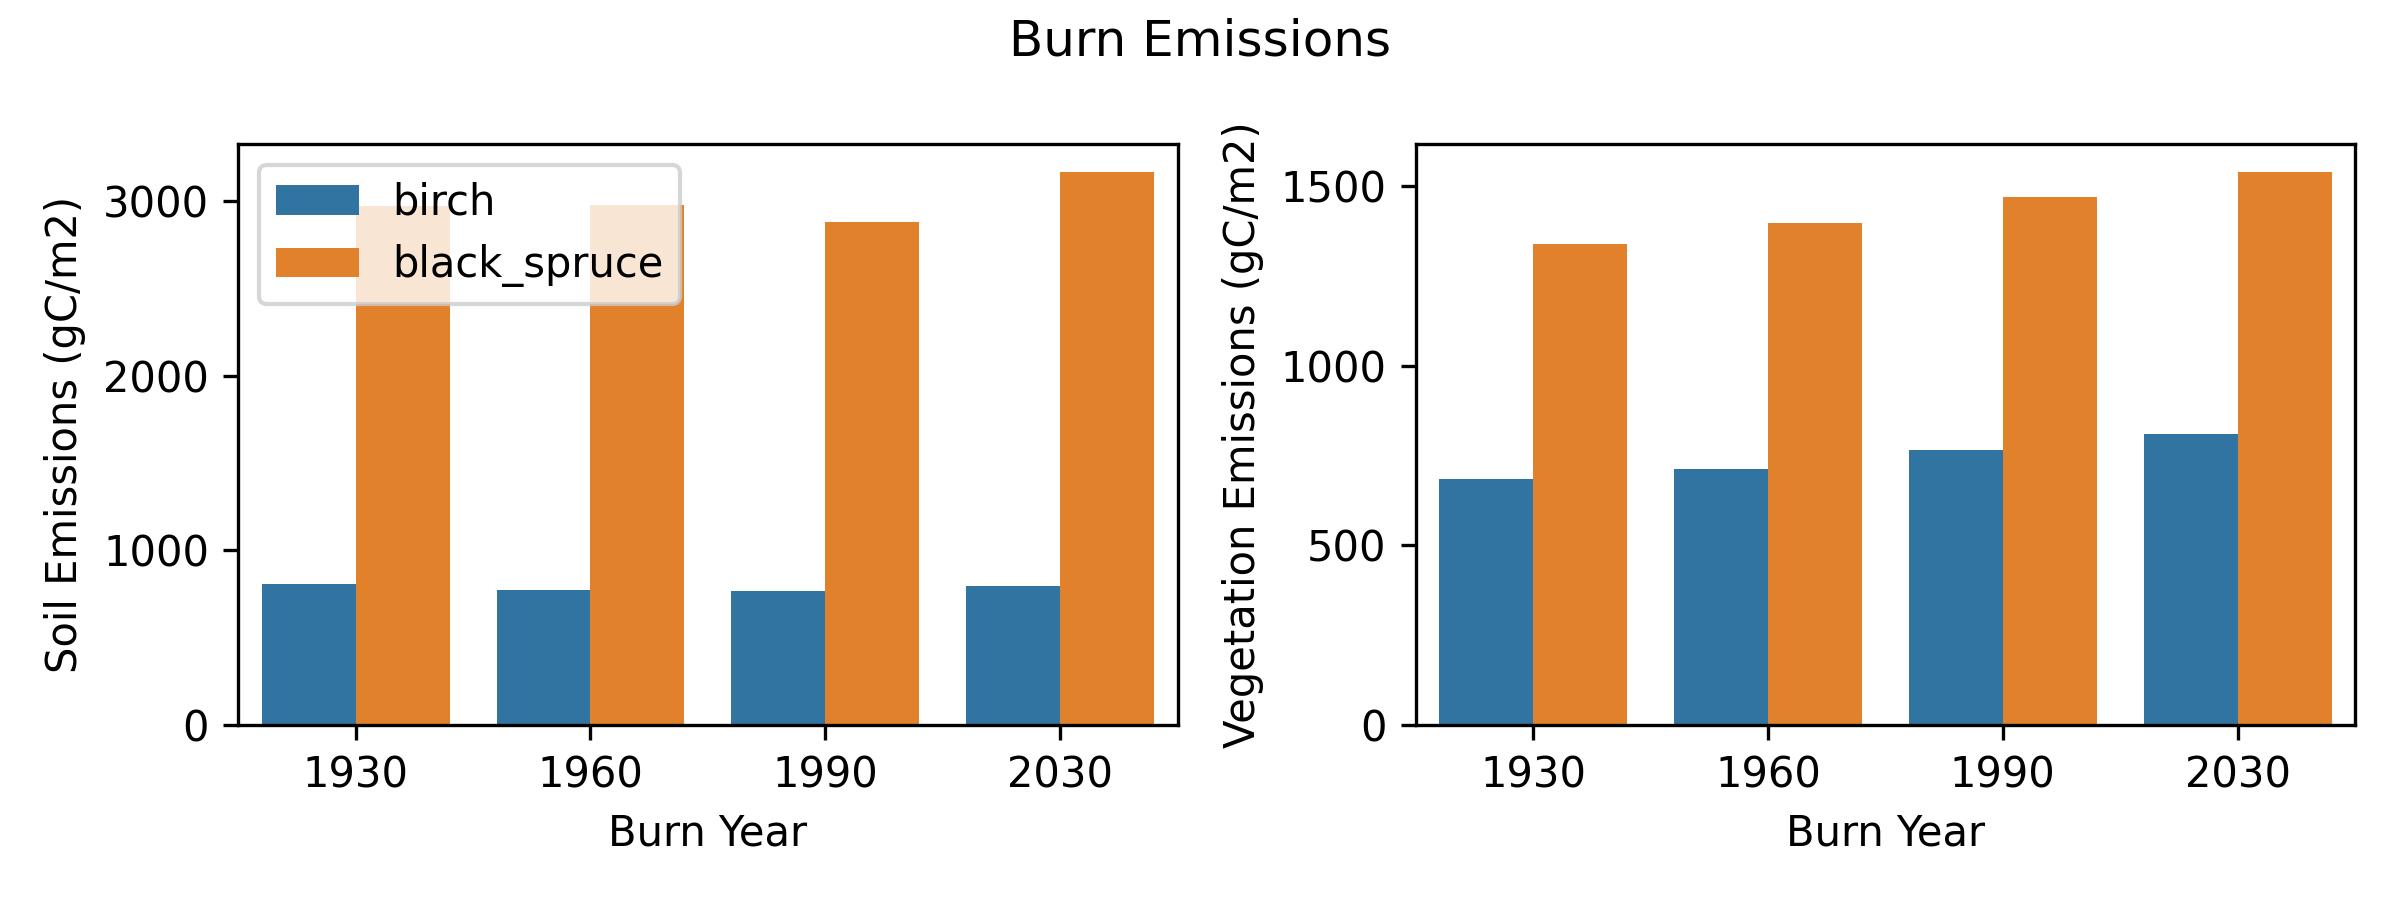 Burn Emissions
Soil Emissions (gC/m2)
3000
2000
1000
0
birch
black_spruce
1930 1960 1990 2030
Burn Year
Vegetation Emissions (gC/m2)
1500
1000
500
0
1930 1960 1990 2030
Burn Year